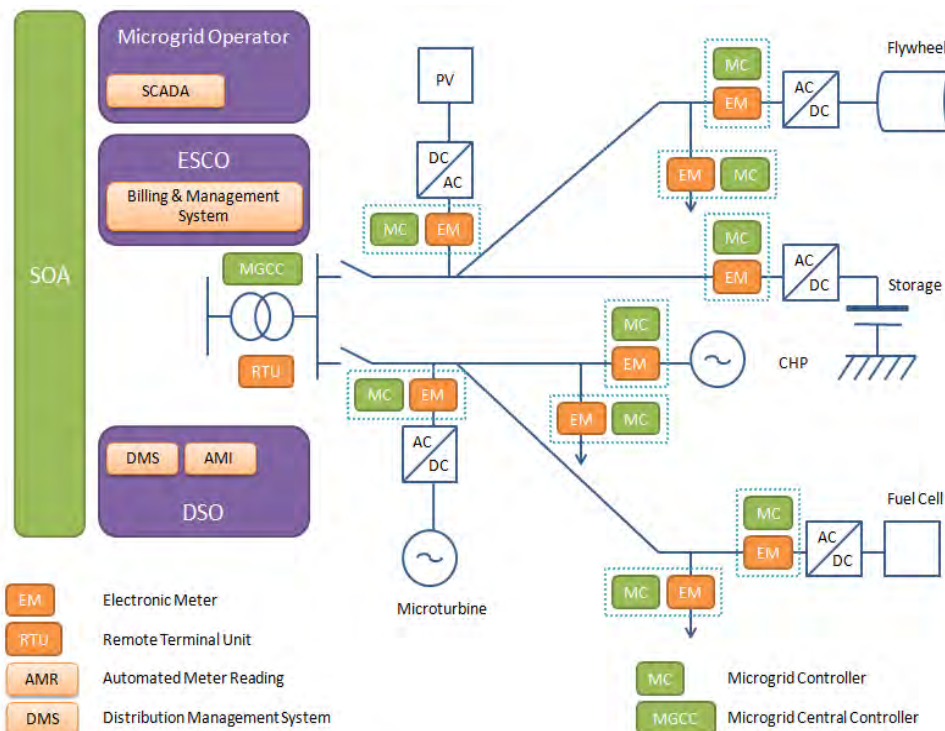 SOA
Microgrid Operator
SCADA
ESCO
Billing & Management
System
MGCC
RTU
DMS
AMI
DSO
PV
DC
AC
MC
EM
MC
EM
AC
DC
Flywheel
EM
MC
MC
EM
AC
DC
Storage
MC
EM
CHP
MC
EM
EM
MC
AC
DC
Microturbine
MC
EM
AC
DC
Fuel Cell
MC
EM
EM
Electronic Meter
RTU
Remote Terminal Unit
AMR
Automated Meter Reading
DMS
Distribution Management System
MC
Microgrid Controller
MGCC
Microgrid Central Controller